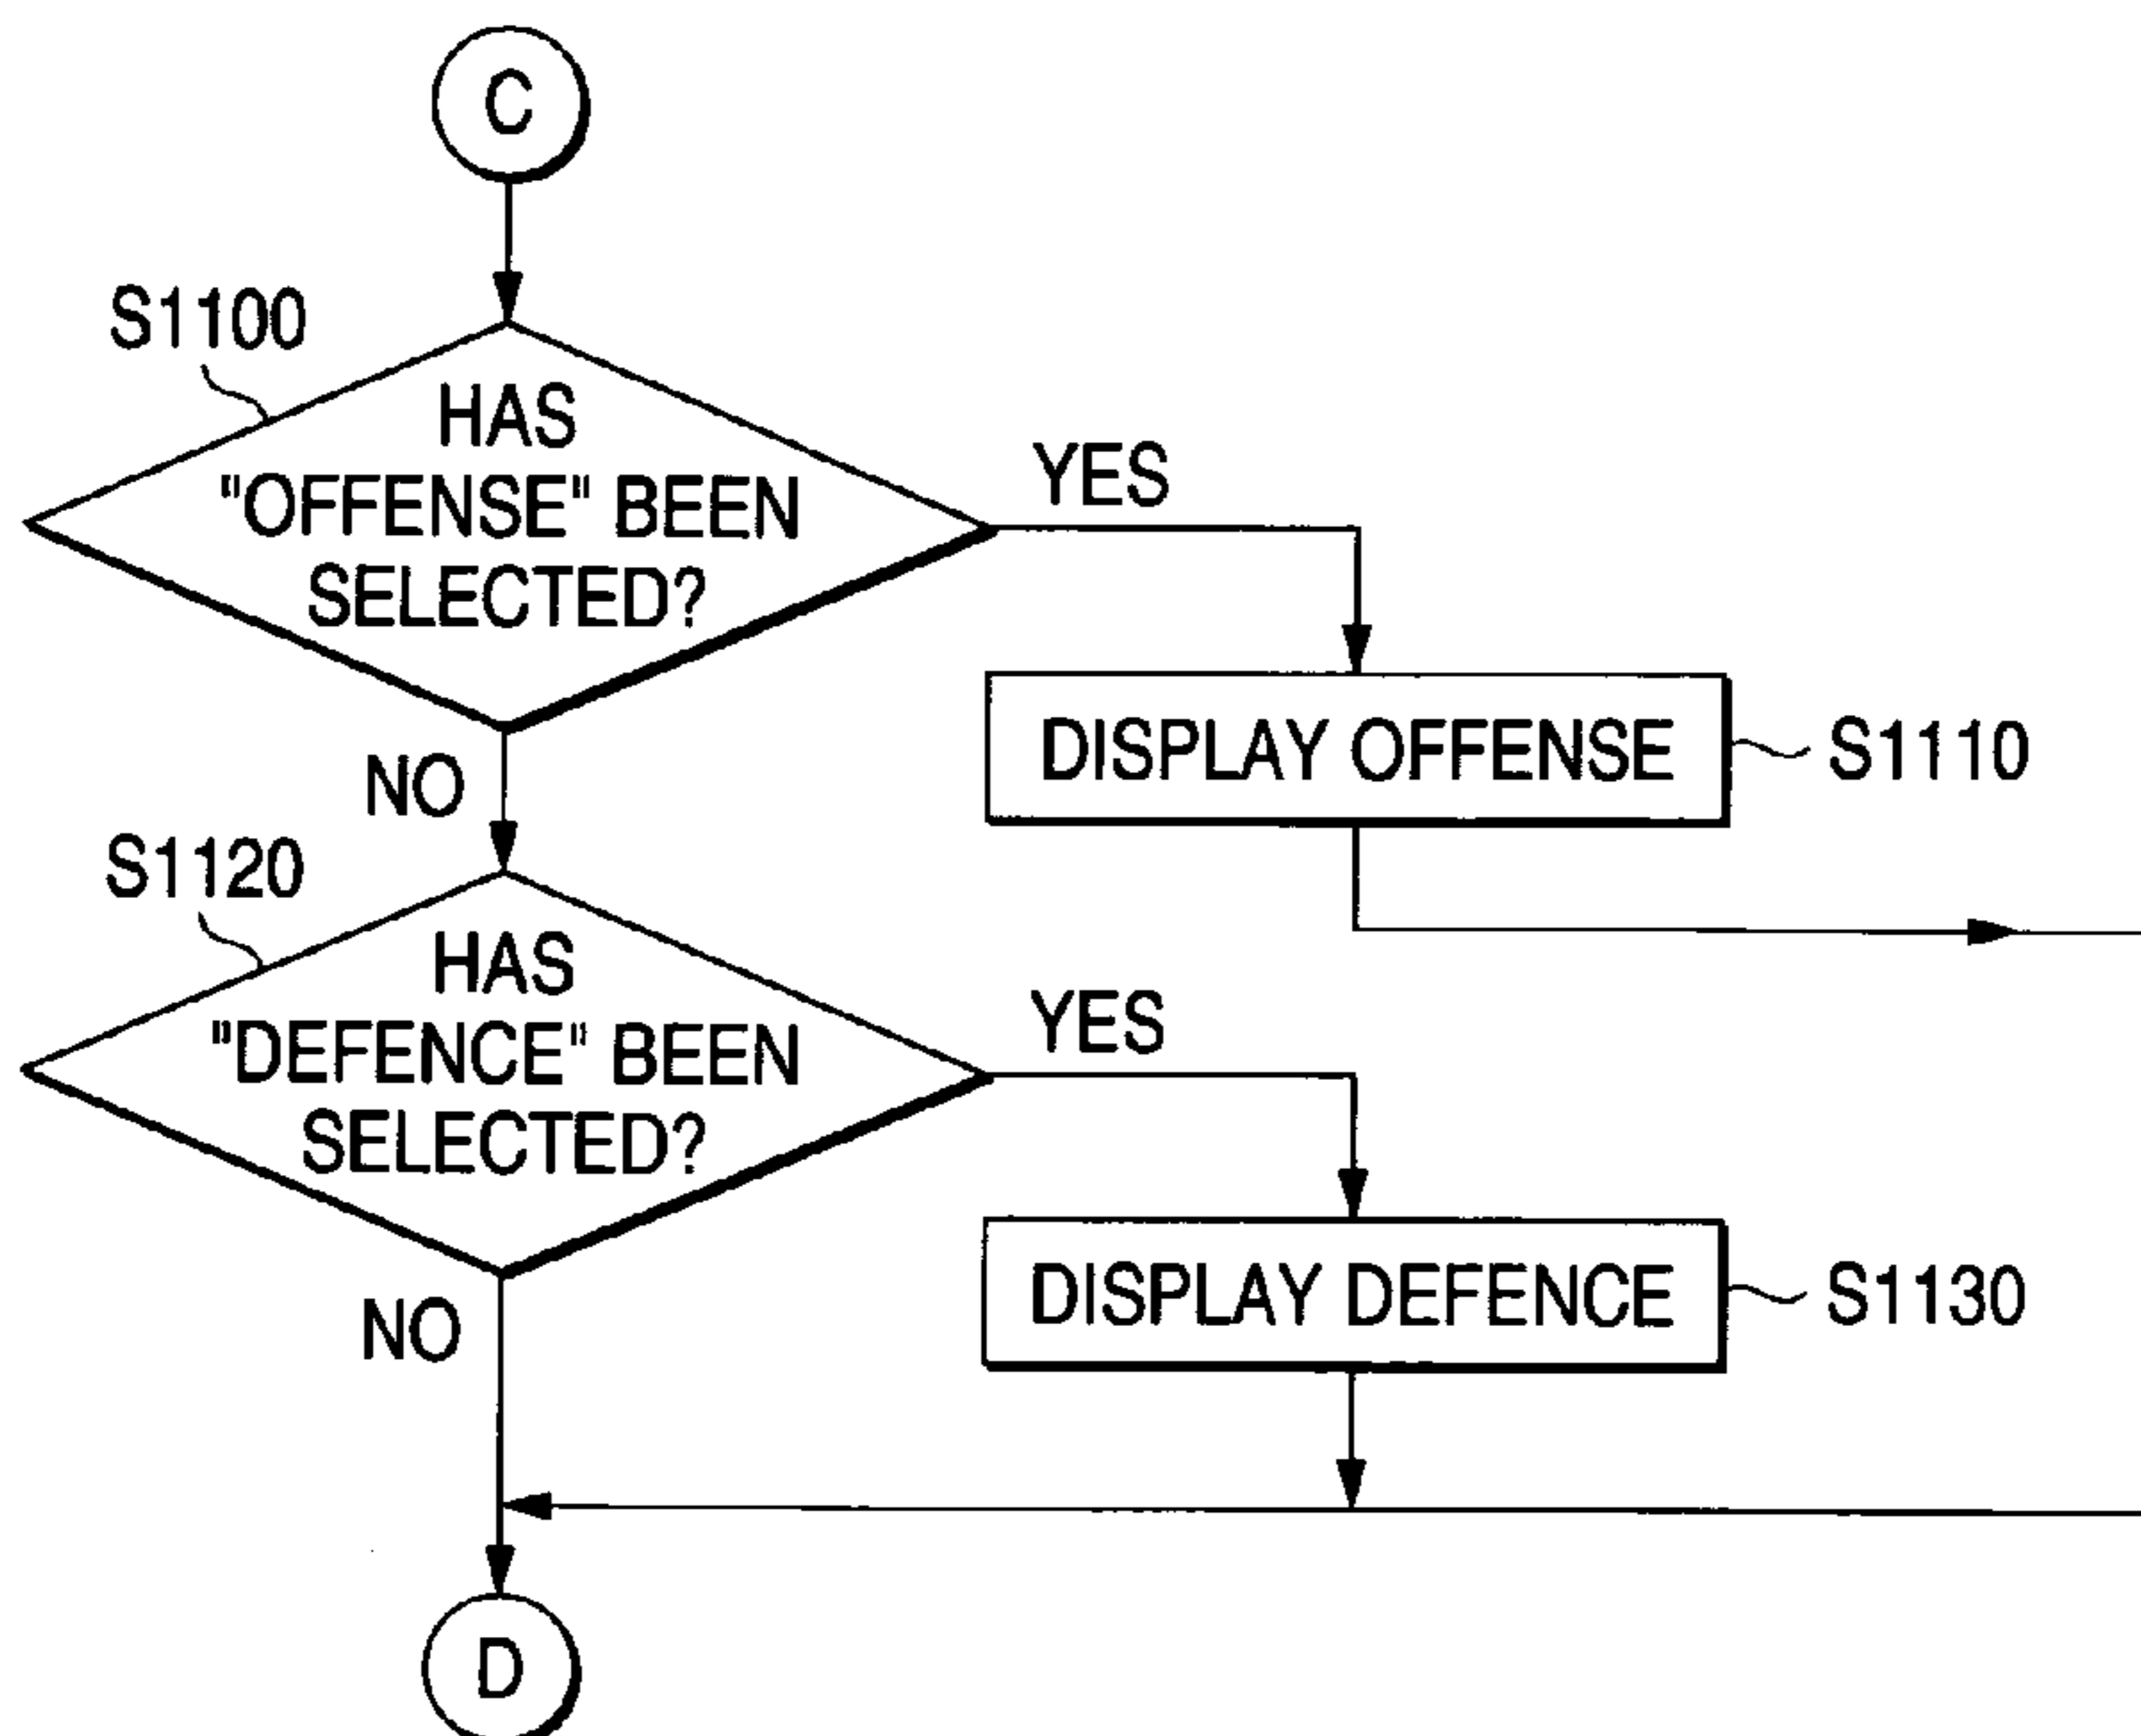 C
S1100
HAS
"OFFENSE" BEEN
SELECTED?
YES
DISPLAY OFFENSE
S1110
NO
S1120
HAS
"DEFENCE" BEEN
SELECTED?
YES
DISPLAY DEFENCE
S1130
NO
D